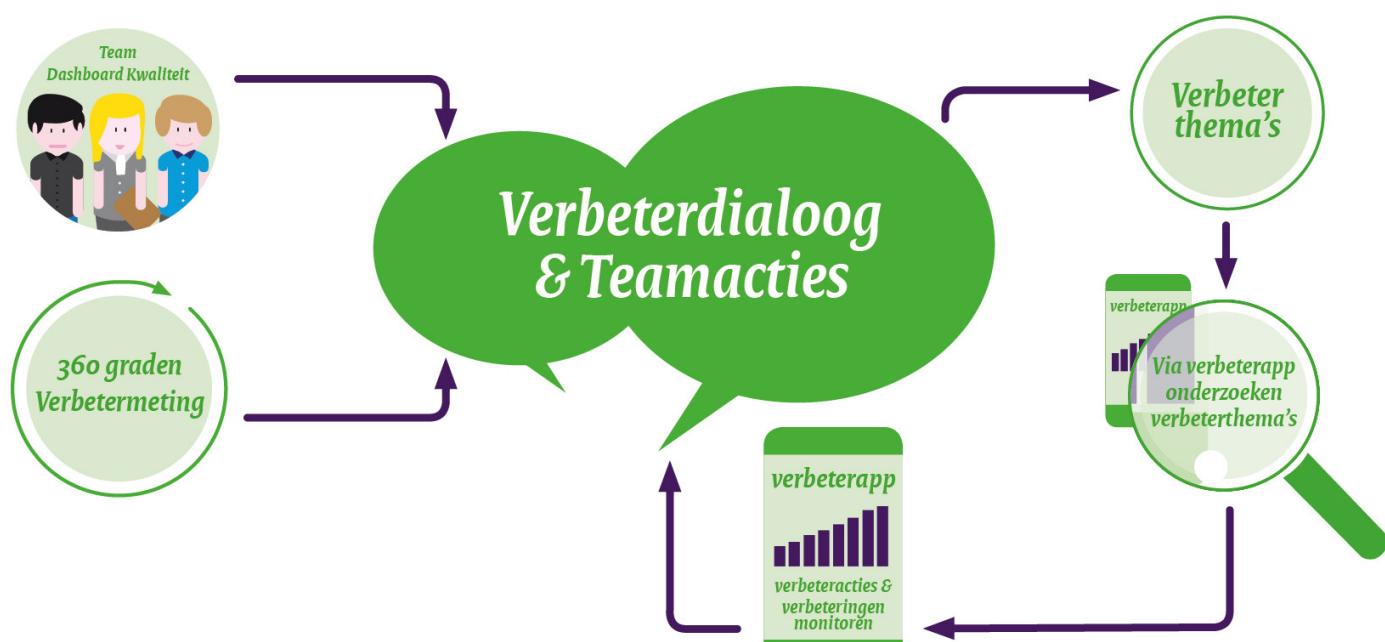 Team
Dashboard Kwaliteit
360 graden
Verbetermeting
Verbeterdialoog
& Teamacties
Verbeter
thema's
verbeterapp
Via verbeterapp
onderzoeken
verbeterthema's
verbeterapp
verbeteracties &
verbeteringen
monitoren